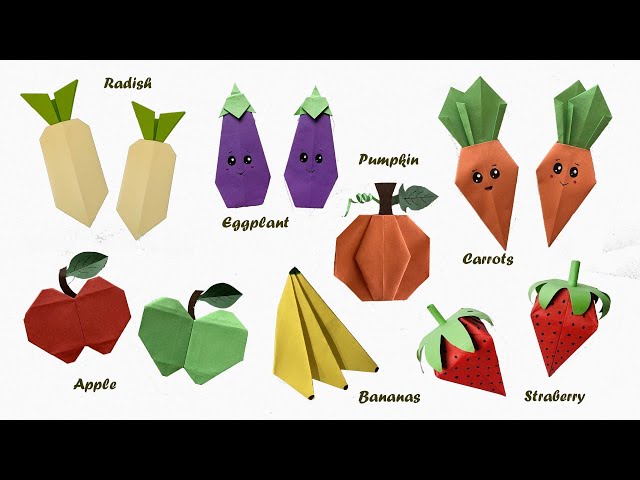 Radish
Eggplant
Pumpkin
Carrots
Apple
Bananas
Straberry